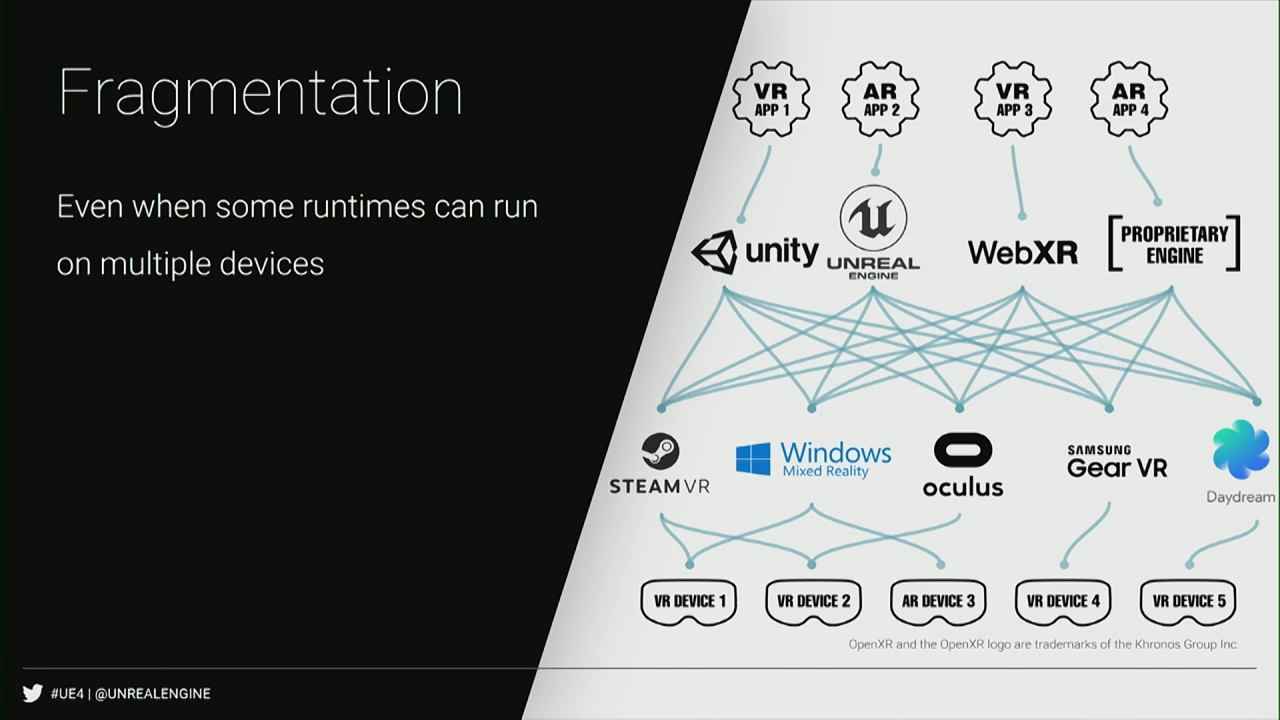 Fragmentation
Even when some runtimes can run
on multiple devices
VR
APP 1
AR
APP 2
VR
APP 3
AR
APP 4
unity
UNREAL
ENGINE
WebXR
[PROPRIETARY
ENGINE]
STEAMVR
Windows
Mixed Reality
oculus
SAMSUNG
Gear VR
Daydream
VR DEVICE 1
VR DEVICE 2
AR DEVICE 3
VR DEVICE 4
VR DEVICE 5
OpenXR and the OpenXR logo are trademarks of the Khronos Group Inc.
#UE4 | @UNREALENGINE